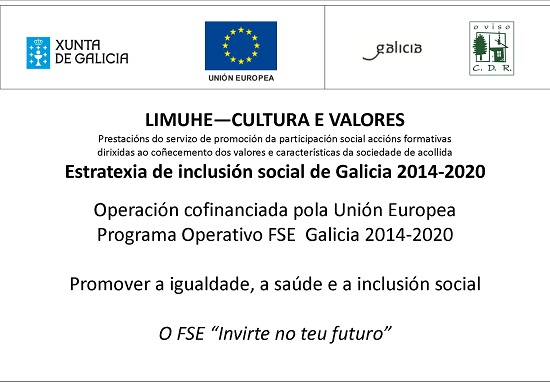 XUNTA
DE GALICIA
UNIÓN EUROPEA
galicia
O VISO
C. D. R.
LIMUHE—CULTURA E VALORES
Prestacións do servizo de promoción da participación social accións formativas
dirixidas ao coñecemento dos valores e características da sociedade de acollida
Estratexia de inclusión social de Galicia 2014-2020
Operación cofinanciada pola Unión Europea
Programa Operativo FSE Galicia 2014-2020
Promover a igualdade, a saúde e a inclusión social
O FSE “Invirte no teu futuro”